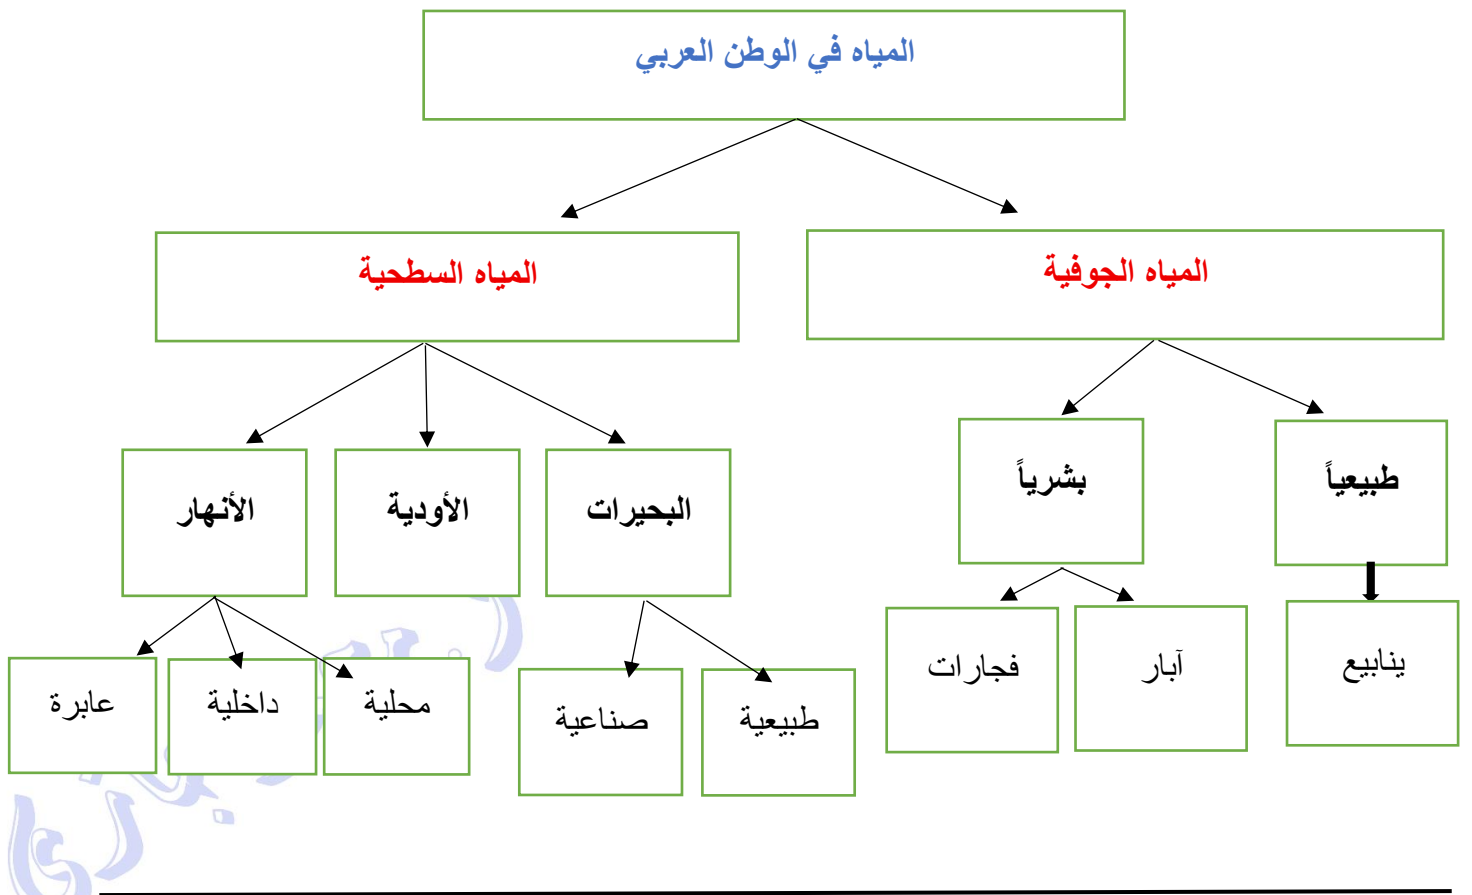 المياه في الوطن العربي
المياه الجوفية
المياه السطحية
طبيعياً
بشرياً
البحيرات
الأودية
الأنهار
ينابيع
آبار
فجارات
طبيعية
صناعية
محلية
داخلية
عابرة